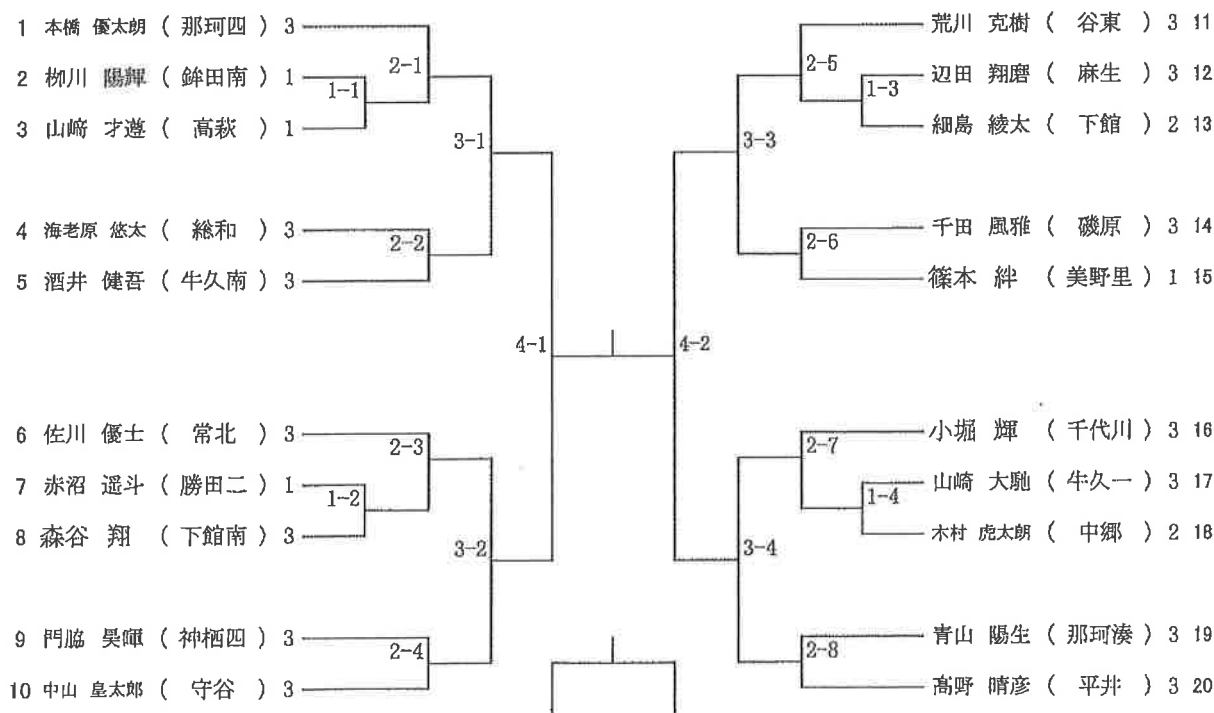 1 本橋 優太朗 ( 那珂四 ) 3
2 柳川 陽輝 ( 鉾田南 ) 1
3 山﨑 才遵 ( 高萩 ) 1
4 海老原 悠太 ( 総和 ) 3
5 酒井 健吾 ( 牛久南 ) 3
6 佐川 優士 ( 常北 ) 3
7 赤沼 遥斗 ( 勝田二 ) 1
8 森谷 翔 ( 下館南 ) 3
9 門脇 昊暉 ( 神栖四 ) 3
10 中山 皇太郎 ( 守谷 ) 3
2-1
1-1
3-1
2-2
4-1
2-3
1-2
3-2
2-4
2-5
1-3
3-3
2-6
4-2
2-7
1-4
3-4
2-8
荒川 克樹 ( 谷東 ) 3 11
辺田 翔磨 ( 麻生 ) 3 12
細島 綾太 ( 下館 ) 2 13
千田 風雅 ( 磯原 ) 3 14
篠本 絆 ( 美野里 ) 1 15
小堀 輝 ( 千代川 ) 3 16
山崎 大馳 ( 牛久一 ) 3 17
木村 虎太朗 ( 中郷 ) 2 18
青山 陽生 ( 那珂湊 ) 3 19
髙野 晴彦 ( 平井 ) 3 20